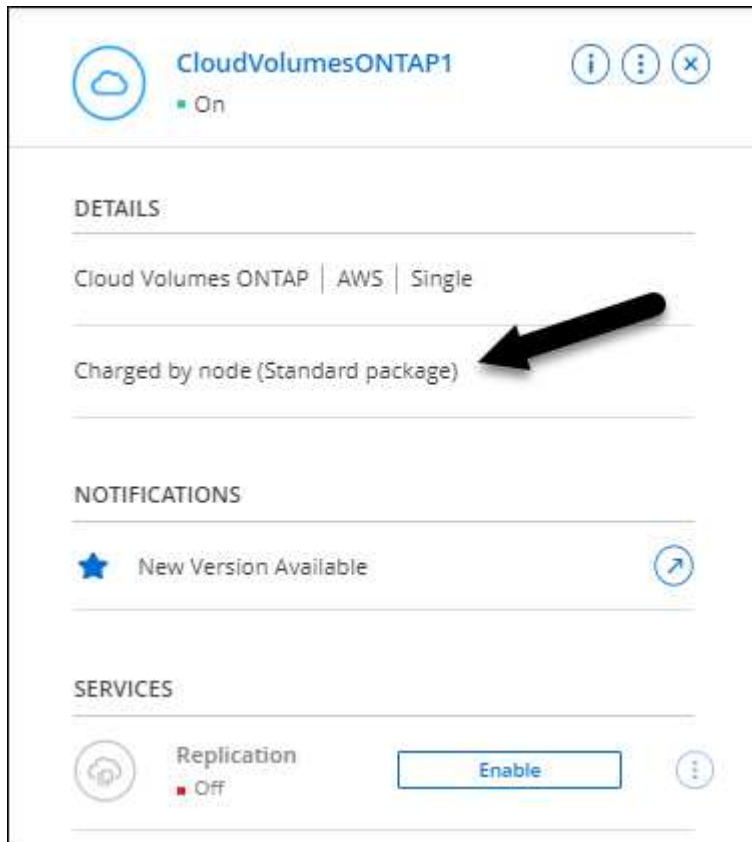 CloudVolumesONTAP1
On
DETAILS
Cloud Volumes ONTAP | AWS | Single
Charged by node (Standard package)
NOTIFICATIONS
New Version Available
SERVICES
Replication
Enable
Off